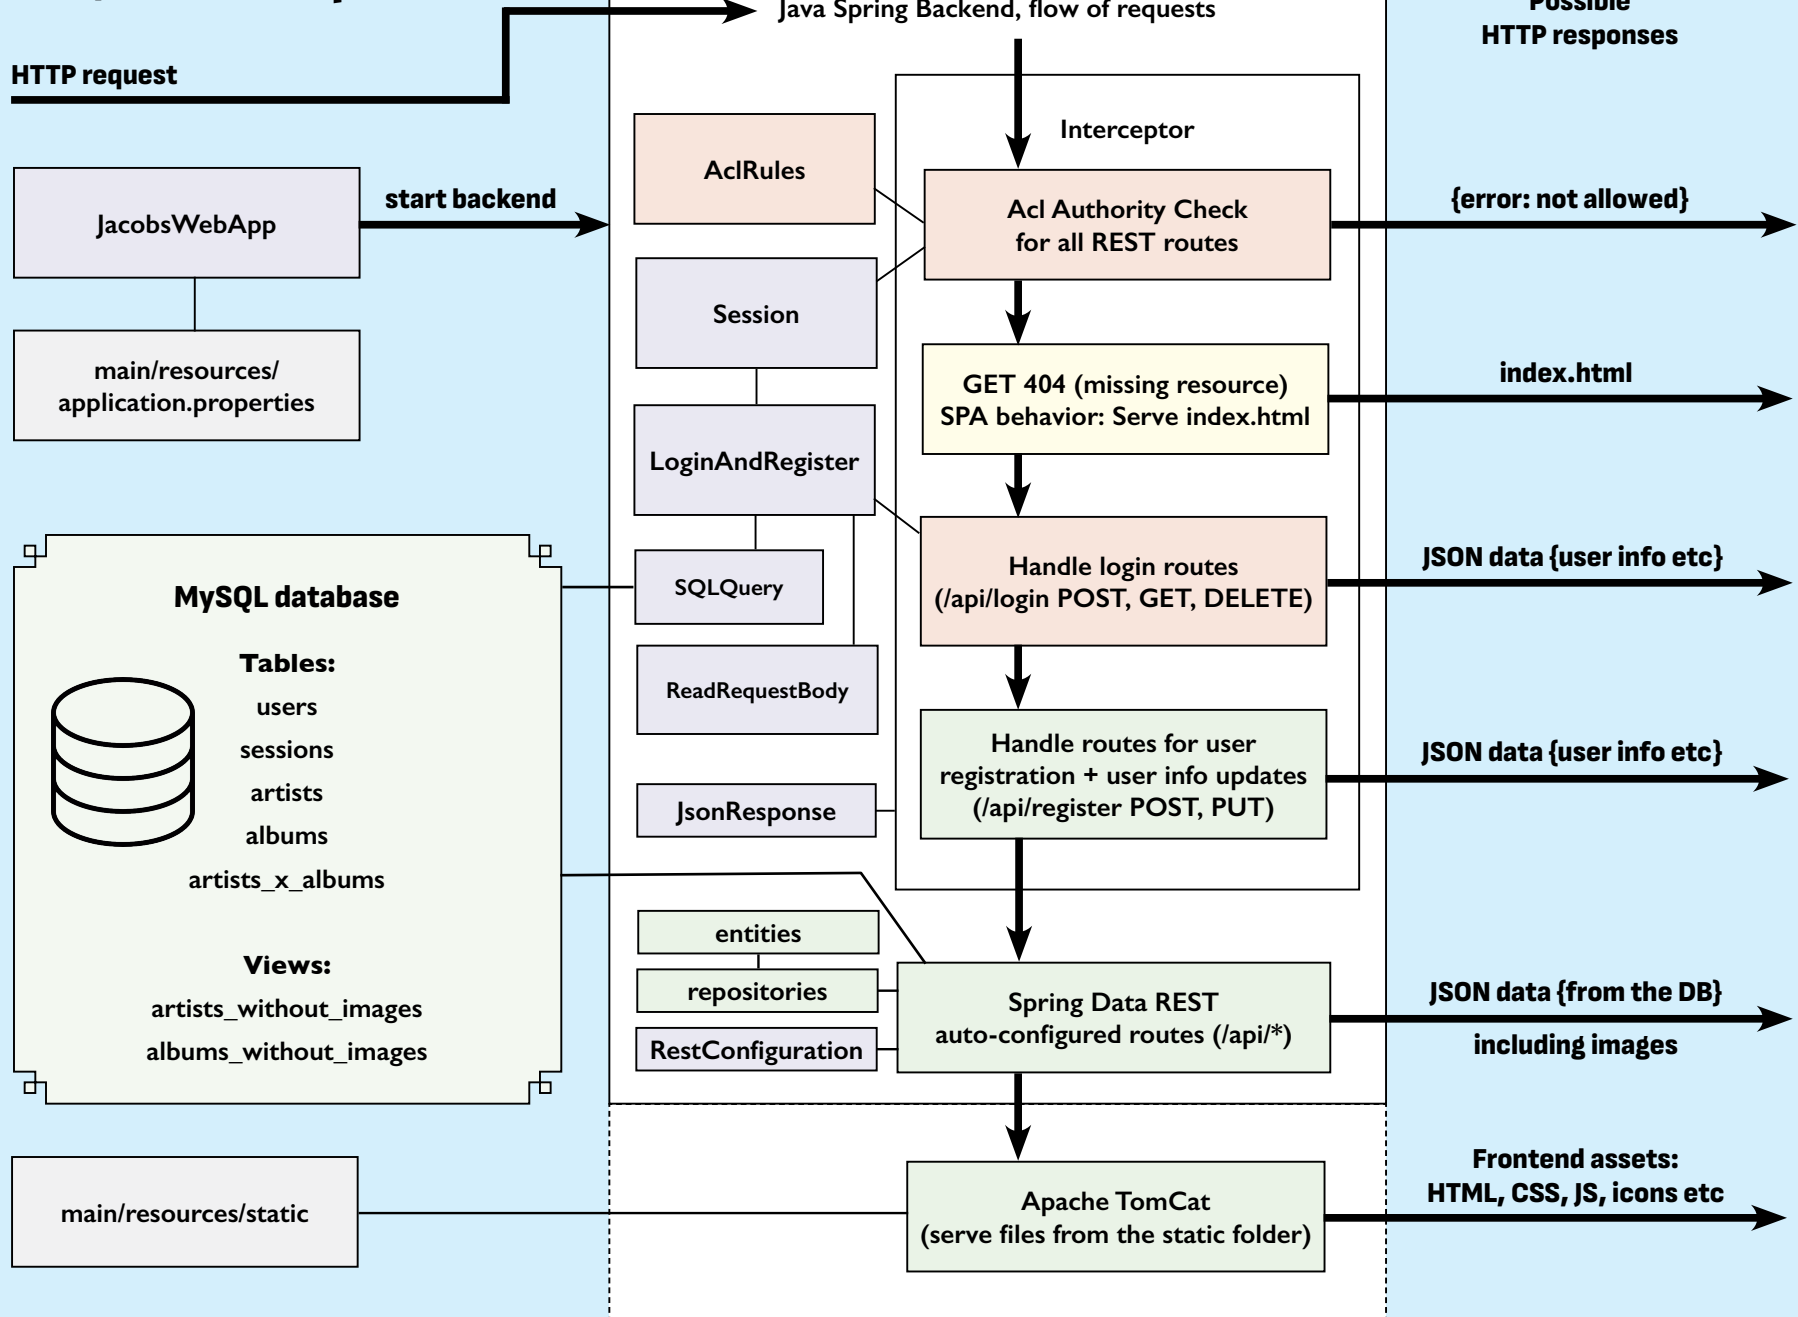 Java Spring Backend, flow of requests
Possible
HTTP responses
HTTP request
Interceptor
AclRules
JacobsWebApp
start backend
Acl Authority Check
for all REST routes
{error: not allowed}
Session
main/resources/
application.properties
GET 404 (missing resource)
SPA behavior: Serve index.html
index.html
LoginAndRegister
Handle login routes
(/api/login POST, GET, DELETE)
JSON data {user info etc}
SQLQuery
MySQL database
Tables:
users
sessions
artists
albums
artists_x_albums
Views:
artists_without_images
albums_without_images
ReadRequestBody
Handle routes for user
registration + user info updates
(/api/register POST, PUT)
JSON data {user info etc}
JsonResponse
entities
repositories
RestConfiguration
Spring Data REST
auto-configured routes (/api/*)
JSON data {from the DB}
including images
main/resources/static
Apache TomCat
(serve files from the static folder)
Frontend assets:
HTML, CSS, JS, icons etc